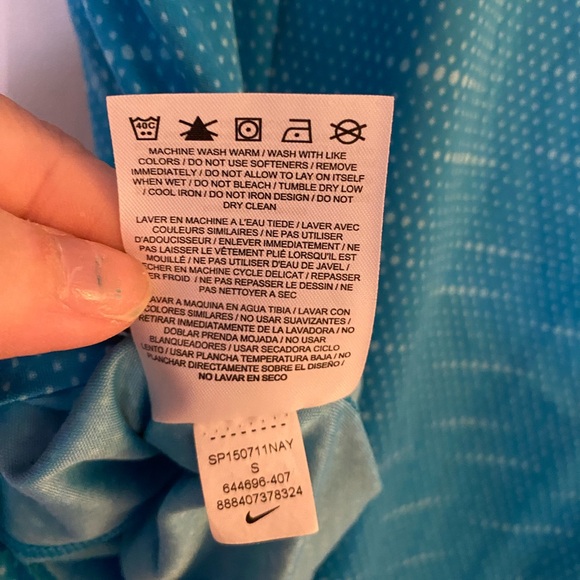 40C
MACHINE WASH WARM / WASH WITH LIKE
COLORS / DO NOT USE SOFTENERS / REMOVE
IMMEDIATELY / DO NOT ALLOW TO LAY ON ITSELF
WHEN WET / DO NOT BLEACH / TUMBLE DRY LOW
/ COOL IRON / DO NOT IRON DESIGN / DO NOT
DRY CLEAN
LAVER EN MACHINE A L'EAU TIEDE / LAVER AVEC
COULEURS SIMILAIRES / NE PAS UTILISER
D'ADOUCISSEUR / ENLEVER IMMEDIATEMENT / NE
PAS LAISSER LE VÊTEMENT PLIÉ LORSQU'IL EST
MOUILLÉ / NE PAS UTILISER D'EAU DE JAVEL /
ECHER EN MACHINE CYCLE DELICAT / REPASSER
FROID / NE PAS REPASSER LE DESSIN / NE
PAS NETTOYER A SEC
LAVAR A MAQUINA EN AGUA TIBIA / LAVAR CON
COLORES SIMILARES / NO USAR SUAVIZANTES /
RETIRAR INMEDIATAMENTE DE LA LAVADORA / NO
DOBLAR PRENDA MOJADA / NO USAR
BLANQUEADORES / USAR SECADORA CICLO
LENTO / USAR PLANCHA TEMPERATURA BAJA / NO
PLANCHAR DIRECTAMENTE SOBRE EL DISEÑO /
NO LAVAR EN SECO
SP150711NAY
S
644696-407
888407378324